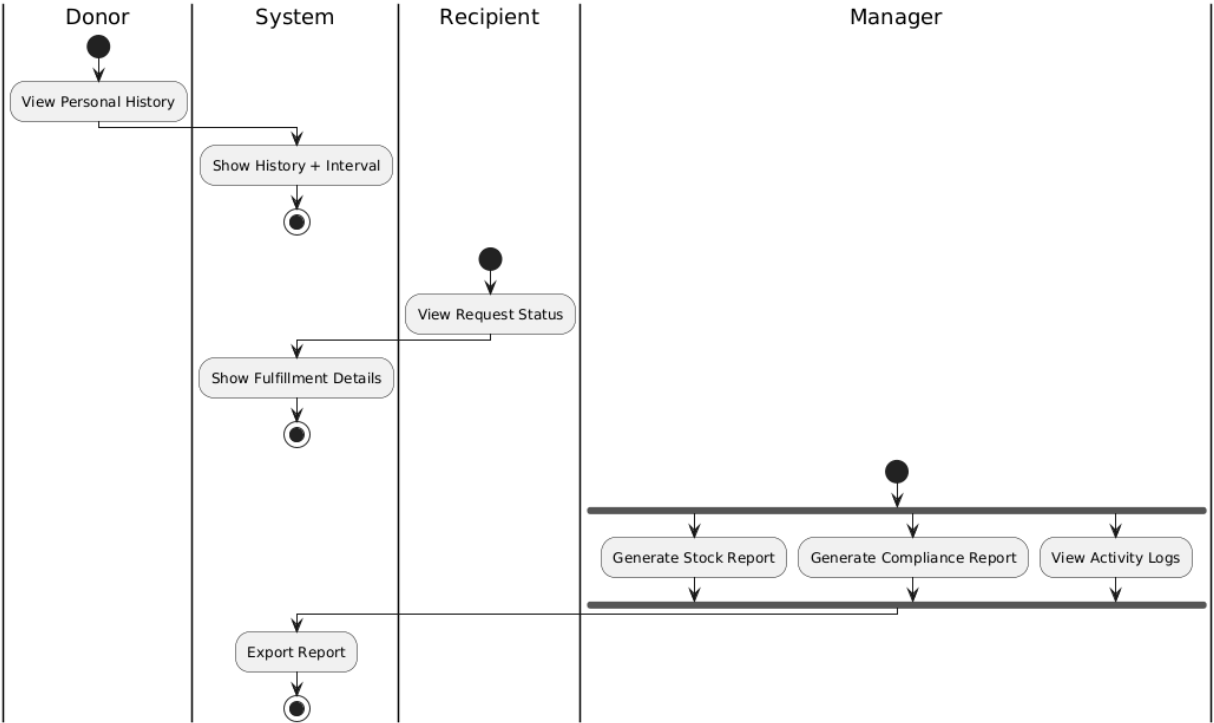 Donor
System
Recipient
Manager
View Personal History
Show History + Interval
View Request Status
Show Fulfillment Details
Generate Stock Report
Generate Compliance Report
View Activity Logs
Export Report